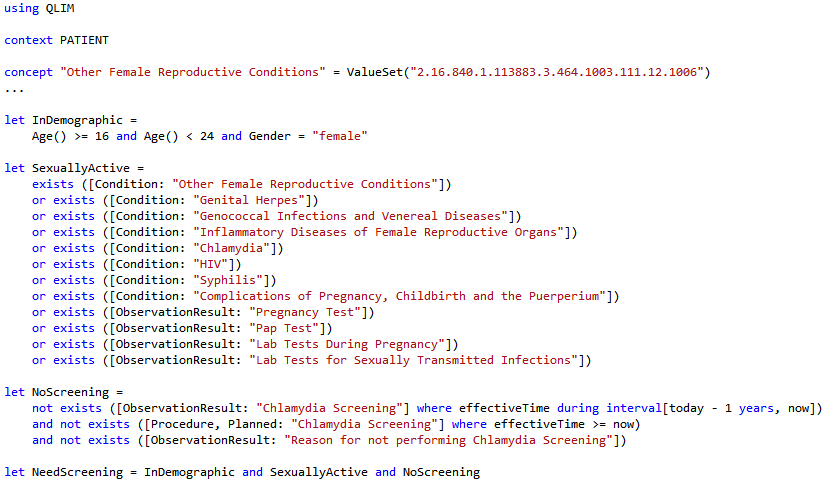 using QLIM
context PATIENT
concept "Other Female Reproductive Conditions" = ValueSet("2.16.840.1.113883.3.464.1003.111.12.1006")
...
let InDemographic =
    Age() >= 16 and Age() < 24 and Gender = "female"
let SexuallyActive =
    exists ([Condition: "Other Female Reproductive Conditions"])
    or exists ([Condition: "Genital Herpes"])
    or exists ([Condition: "Genococcal Infections and Venereal Diseases"])
    or exists ([Condition: "Inflammatory Diseases of Female Reproductive Organs"])
    or exists ([Condition: "Chlamydia"])
    or exists ([Condition: "HIV"])
    or exists ([Condition: "Syphilis"])
    or exists ([Condition: "Complications of Pregnancy, Childbirth and the Puerperium"])
    or exists ([ObservationResult: "Pregnancy Test"])
    or exists ([ObservationResult: "Pap Test"])
    or exists ([ObservationResult: "Lab Tests During Pregnancy"])
    or exists ([ObservationResult: "Lab Tests for Sexually Transmitted Infections"])
let NoScreening =
    not exists ([ObservationResult: "Chlamydia Screening"] where effectiveTime during interval[today - 1 years, now])
    and not exists ([Procedure, Planned: "Chlamydia Screening"] where effectiveTime >= now)
    and not exists ([ObservationResult: "Reason for not performing Chlamydia Screening"])
let NeedScreening = InDemographic and SexuallyActive and NoScreening